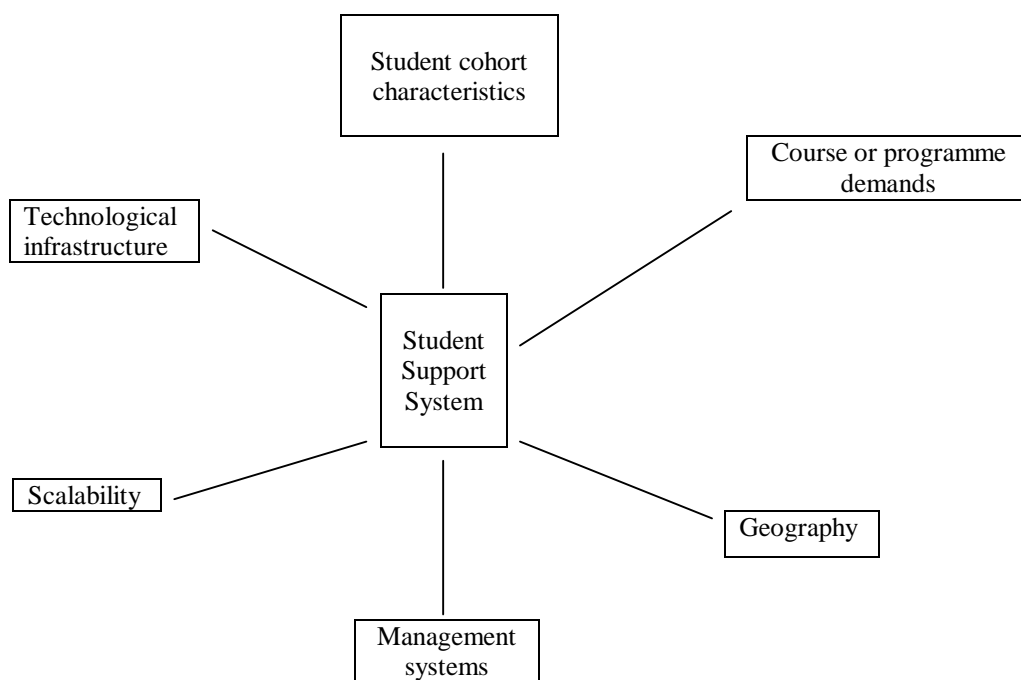 Student cohort
characteristics
Course or programme
demands
Technological
infrastructure
Student
Support
System
Scalability
Geography
Management
systems